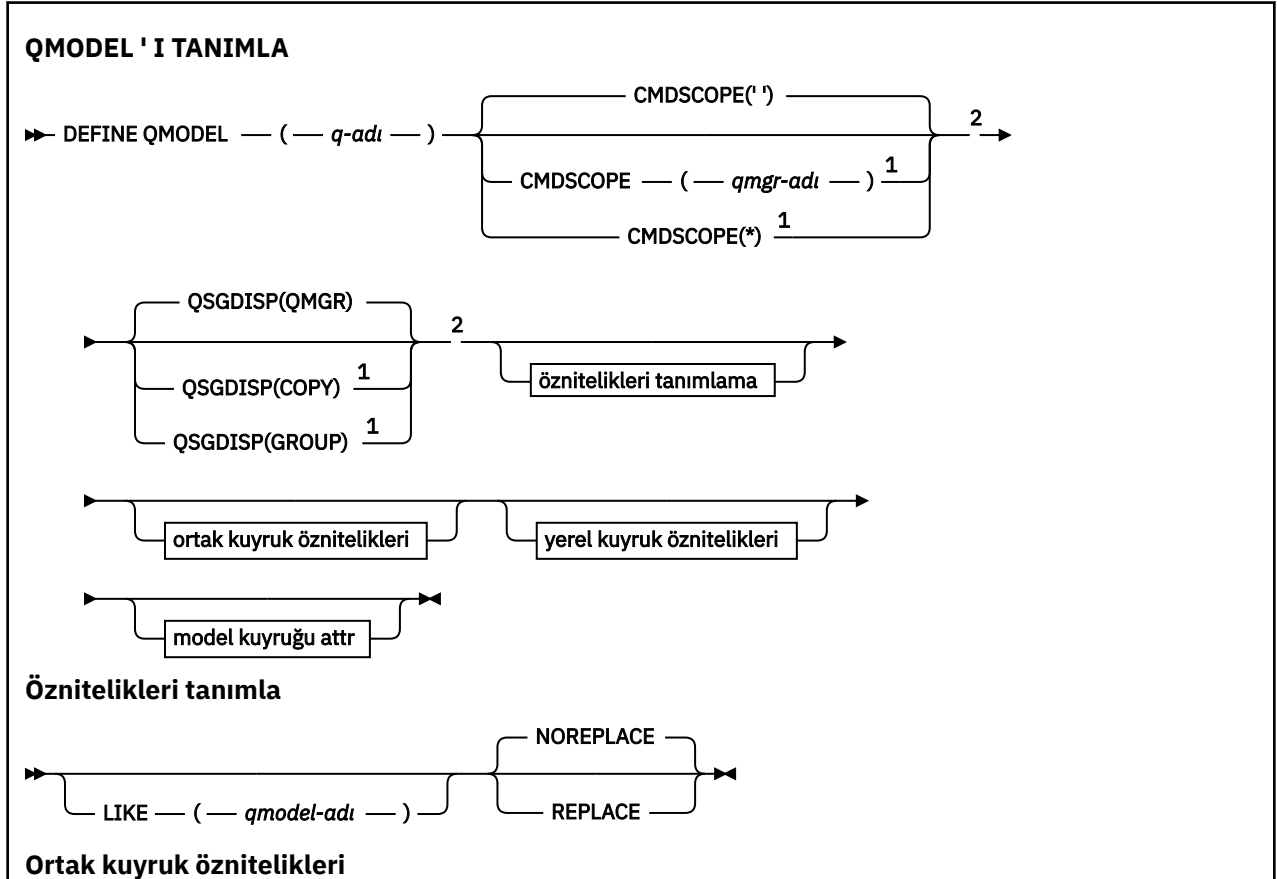 QMODEL ' I TANIMLA
CMDSCOPE(' ')
DEFINE QMODEL ( q-adı ) 2
CMDSCOPE ( qmgr-adı ) 1
CMDSCOPE(*) 1
QSGDISP(QMGR)
2
QSGDISP(COPY) 1
öznitelikleri tanımlama
QSGDISP(GROUP) 1
ortak kuyruk öznitelikleri yerel kuyruk öznitelikleri
model kuyruğu attr
Öznitelikleri tanımla
NOREPLACE
LIKE ( qmodel-adı ) REPLACE
Ortak kuyruk öznitelikleri